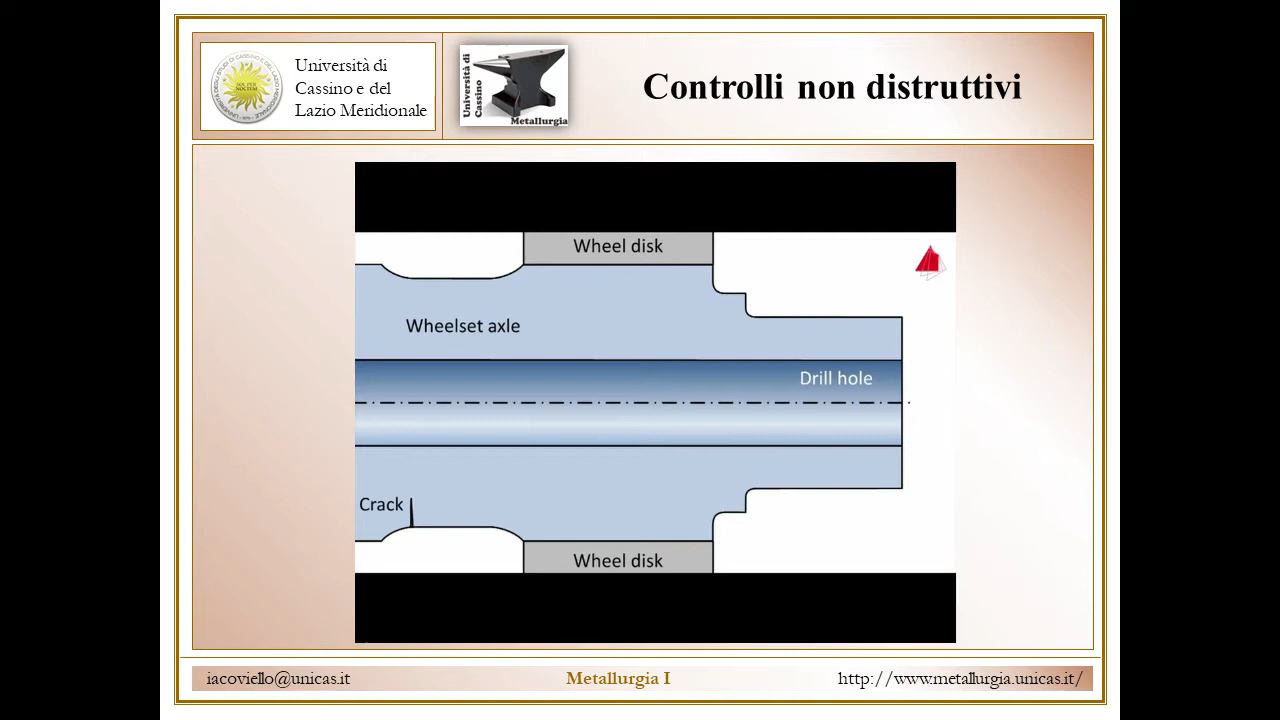 Università di
Cassino e del
Lazio Meridionale
Università di
Cassino
Metallurgia
Controlli non distruttivi
Wheel disk
Wheelset axle
Drill hole
Crack
Wheel disk
iacoviello@unicas.it
Metallurgia I
http://www.metallurgia.unicas.it/